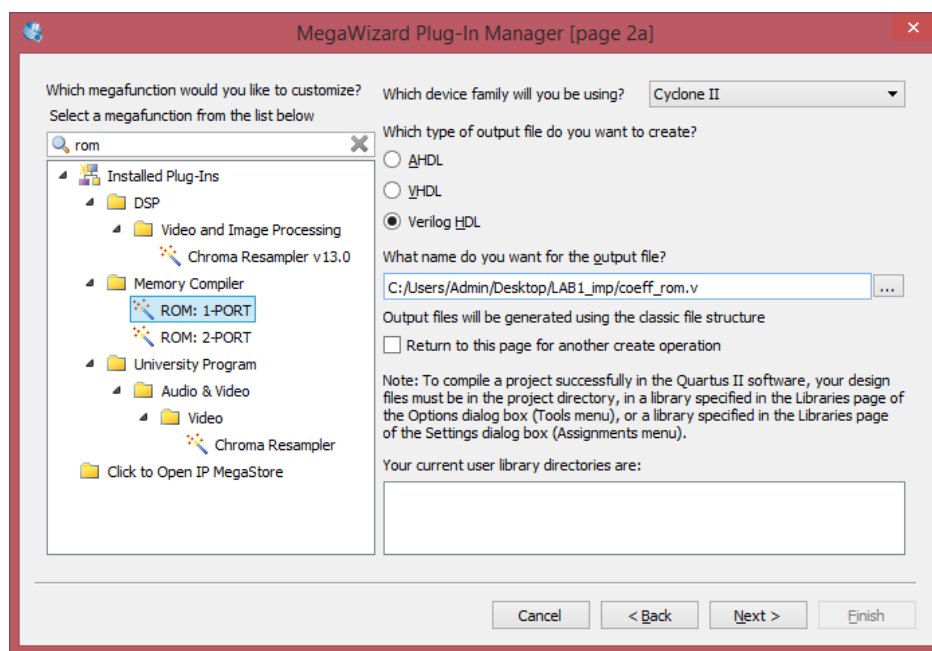 MegaWizard Plug-In Manager [page 2a]
Which megafunction would you like to customize?
Select a megafunction from the list below
rom
Installed Plug-Ins
DSP
Video and Image Processing
Chroma Resampler v13.0
Memory Compiler
ROM: 1-PORT
ROM: 2-PORT
University Program
Audio & Video
Video
Chroma Resampler
Click to Open IP MegaStore
Which device family will you be using?
Cyclone II
Which type of output file do you want to create?
AHDL
VHDL
Verilog HDL
What name do you want for the output file?
C:/Users/Admin/Desktop/LAB1_imp/coeff_rom.v
...
Output files will be generated using the classic file structure
Return to this page for another create operation
Note: To compile a project successfully in the Quartus II software, your design
files must be in the project directory, in a library specified in the Libraries page of
the Options dialog box (Tools menu), or a library specified in the Libraries page
of the Settings dialog box (Assignments menu).
Your current user library directories are:
Cancel
< Back
Next >
Finish